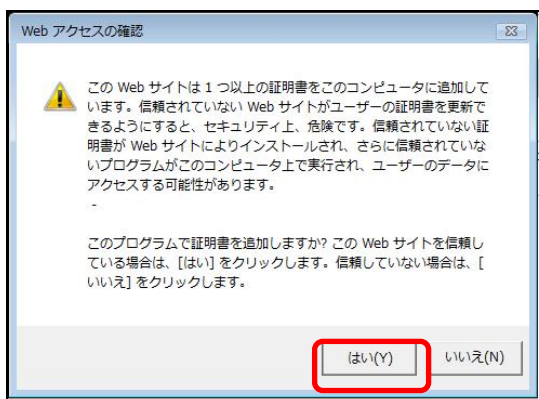 Web アクセスの確認
この Web サイトは 1 つ以上の証明書をこのコンピュータに追加して
います。信頼されていない Web サイトがユーザーの証明書を更新で
きるようにすると、セキュリティ上、危険です。信頼されていない証
明書が Web サイトによりインストールされ、さらに信頼されていな
いプログラムがこのコンピュータ上で実行され、ユーザーのデータに
アクセスする可能性があります。
-
このプログラムで証明書を追加しますか? この Web サイトを信頼し
ている場合は、[はい] をクリックします。信頼していない場合は、[
いいえ] をクリックします。
はい(Y) いいえ(N)